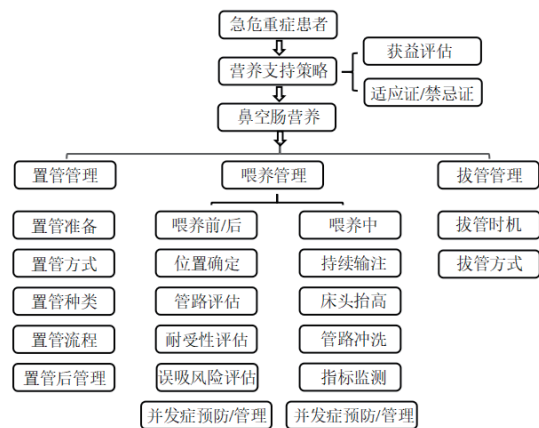 急危重症患者
营养支持策略
获益评估
适应证/禁忌证
鼻空肠营养
置管管理
喂养管理
拔管管理
置管准备
喂养前/后
喂养中
拔管时机
置管方式
位置确定
持续输注
拔管方式
置管种类
管路评估
床头抬高
置管流程
耐受性评估
管路冲洗
置管后管理
误吸风险评估
指标监测
并发症预防/管理
并发症预防/管理